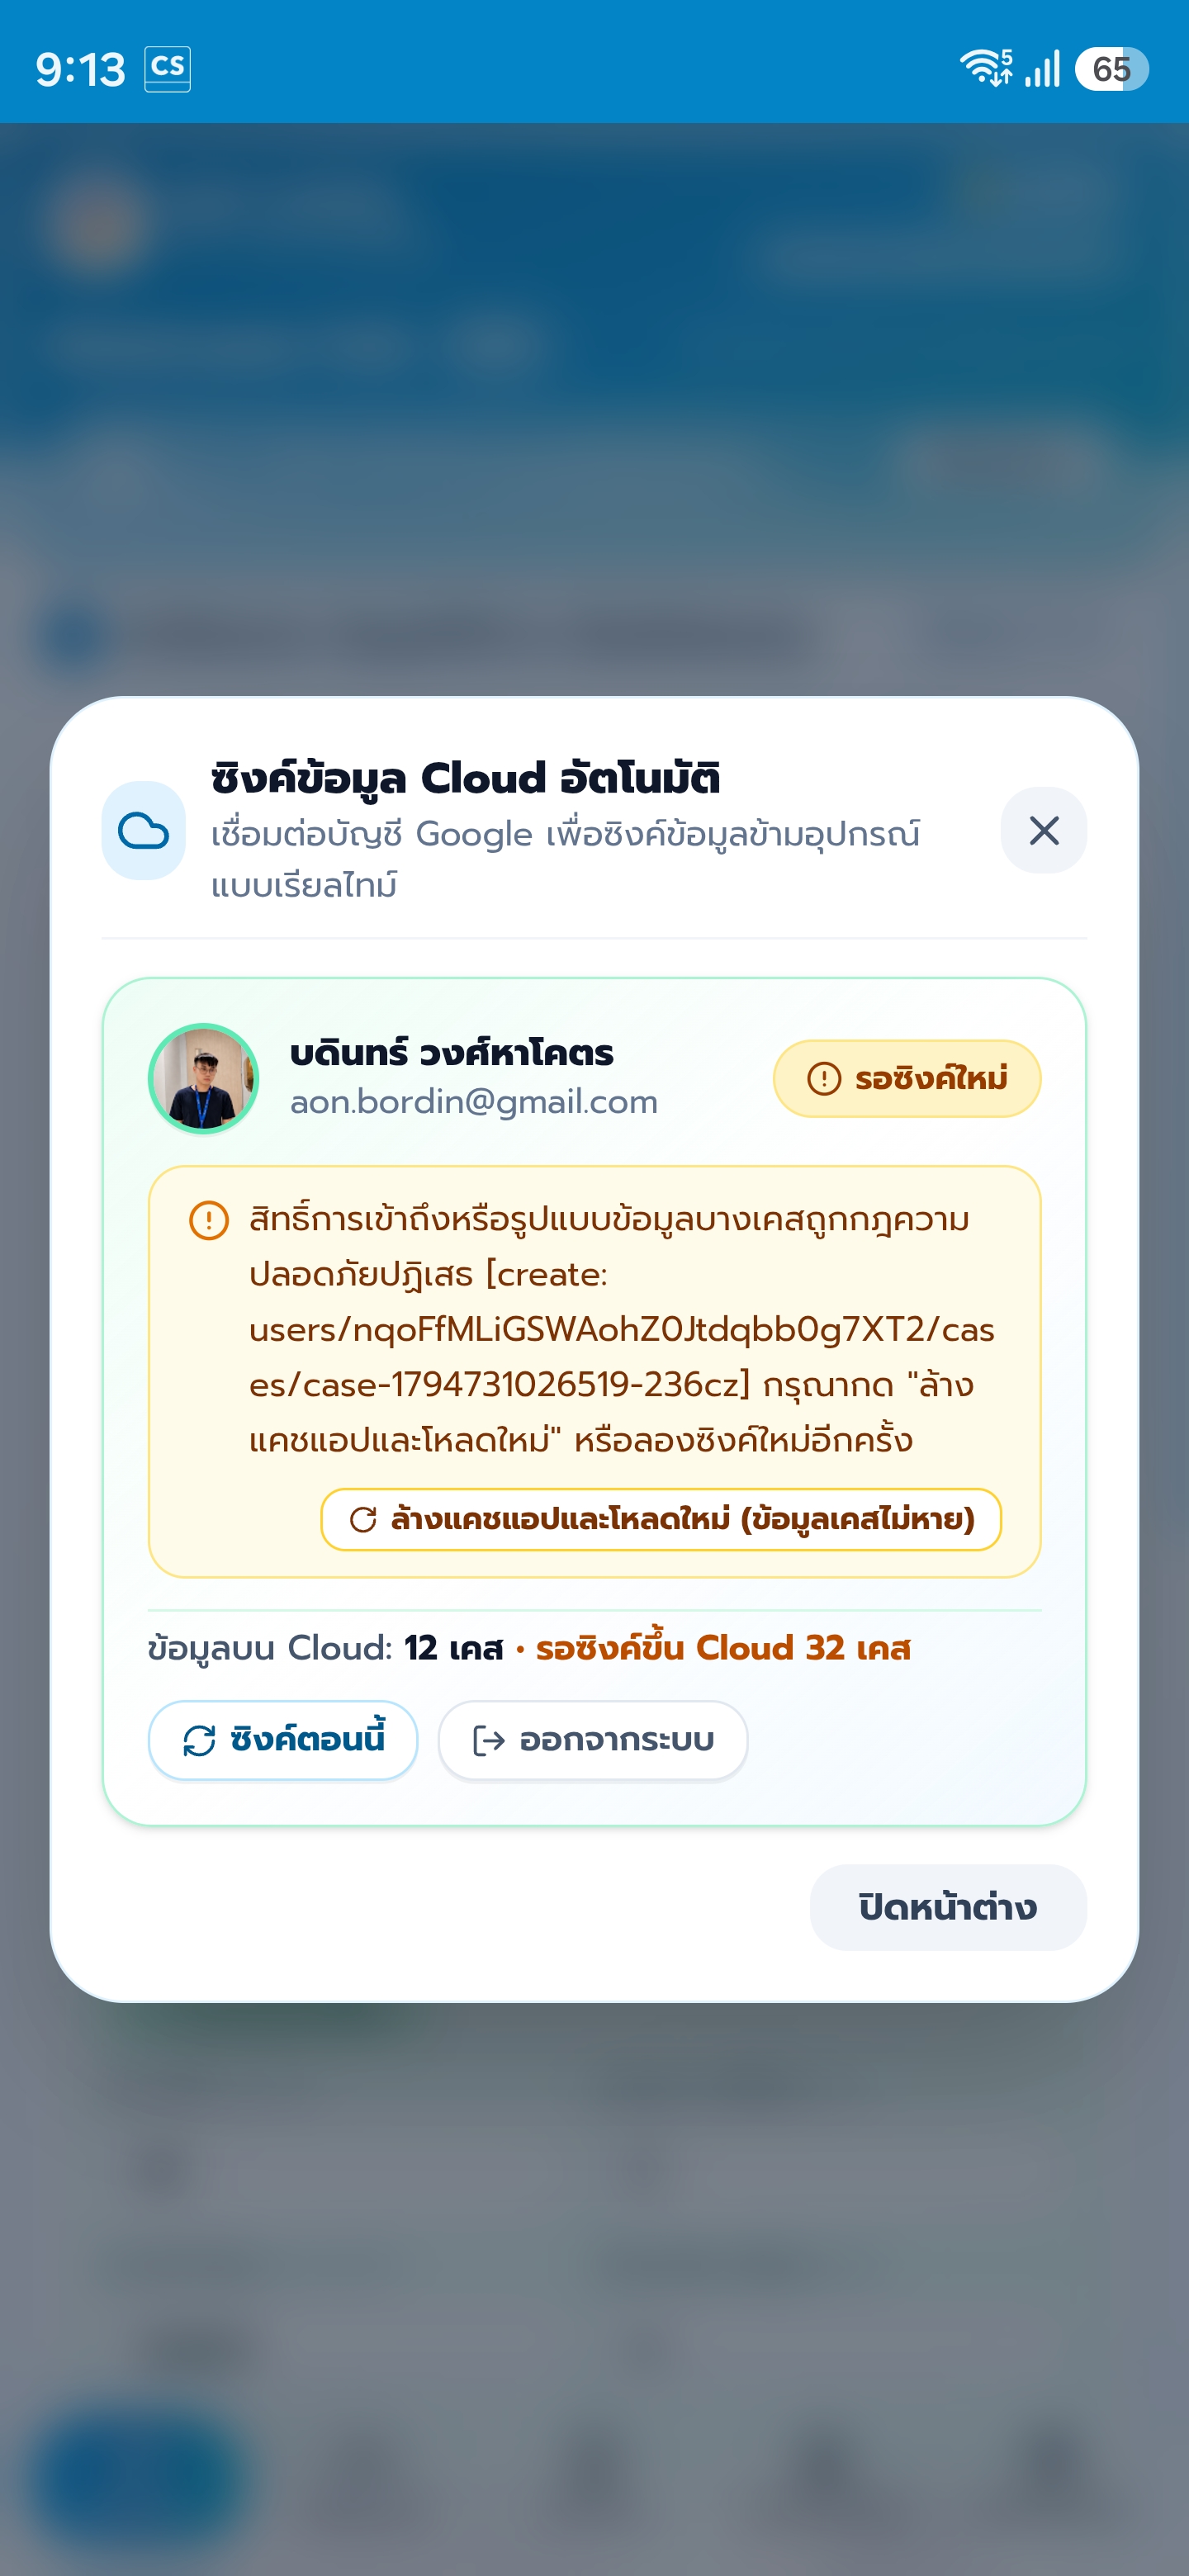 9:13 CS 5 65
ซิงค์ข้อมูล Cloud อัตโนมัติ
เชื่อมต่อบัญชี Google เพื่อซิงค์ข้อมูลข้ามอุปกรณ์
แบบเรียลไทม์
บดินทร์ วงศ์หาโคตร
aon.bordin@gmail.com
รอซิงค์ใหม่
สิทธิ์การเข้าถึงหรือรูปแบบข้อมูลบางเคสถูกกฎความ
ปลอดภัยปฏิเสธ [create:
users/nqoFfMLiGSWAohZ0Jtdqbb0g7XT2/cas
es/case-1794731026519-236cz] กรุณากด "ล้าง
แคชแอปและโหลดใหม่" หรือลองซิงค์ใหม่อีกครั้ง
ล้างแคชแอปและโหลดใหม่ (ข้อมูลเคสไม่หาย)
ข้อมูลบน Cloud: 12 เคส • รอซิงค์ขึ้น Cloud 32 เคส
ซิงค์ตอนนี้ ออกจากระบบ
ปิดหน้าต่าง